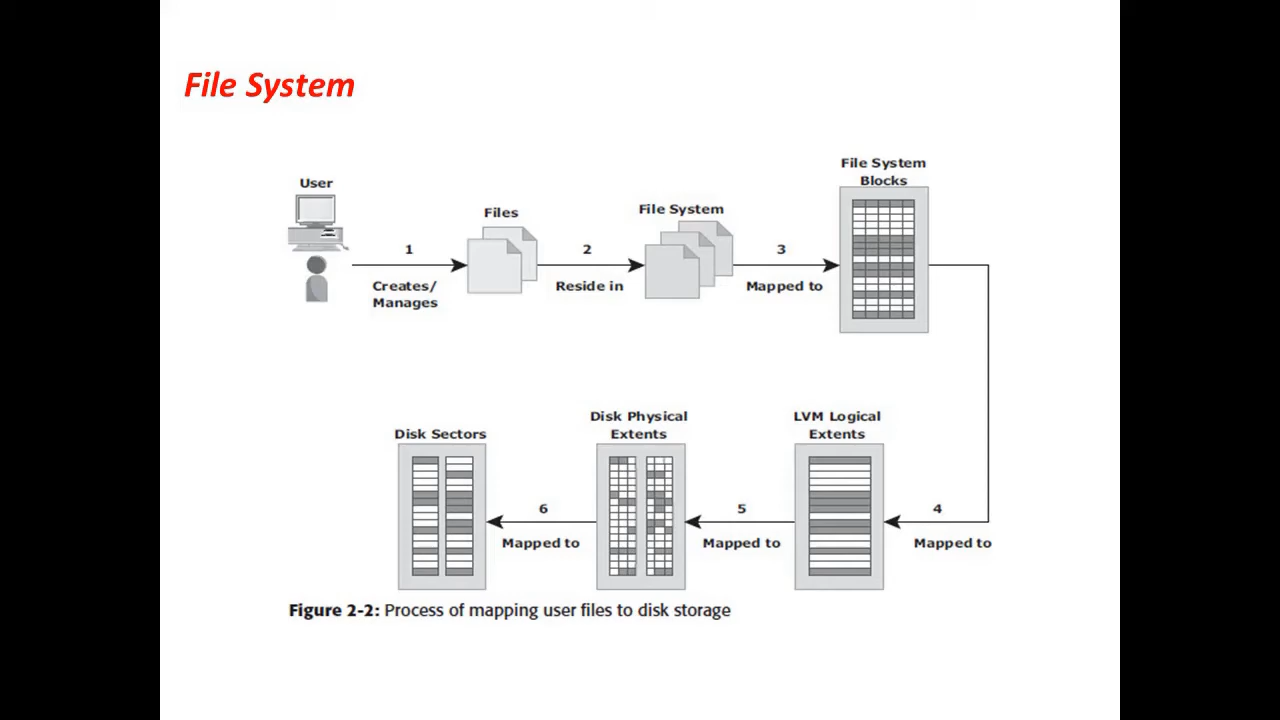 File System
User
Files
File System
File System
Blocks
1
2
3
Creates/
Manages
Reside in
Mapped to
Disk Sectors
Disk Physical
Extents
LVM Logical
Extents
6
5
4
Mapped to
Mapped to
Mapped to
Figure 2-2: Process of mapping user files to disk storage